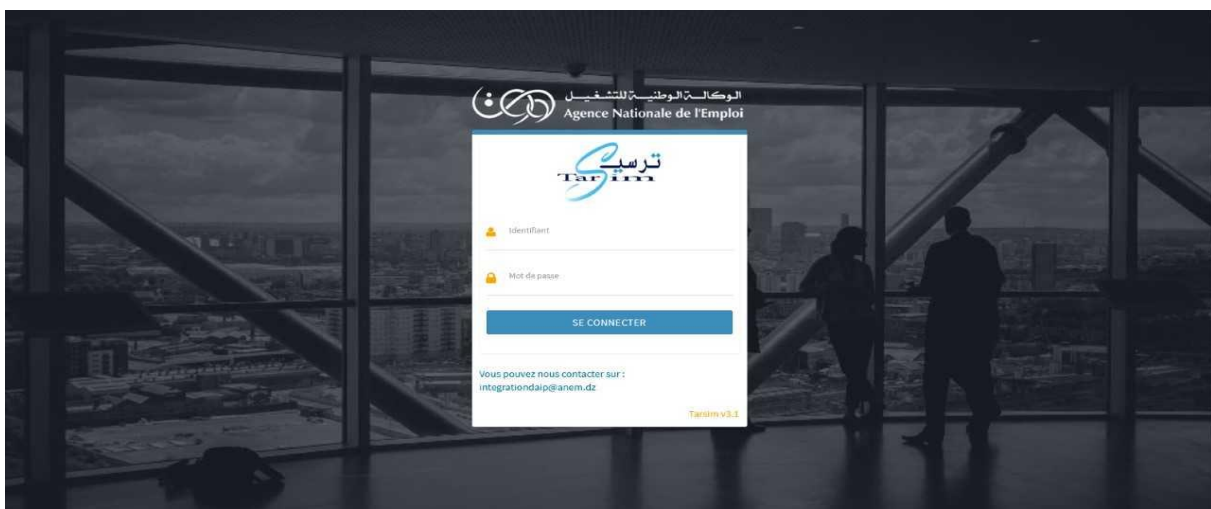 الوكالة الوطنية للتشغيل
Agence Nationale de l'Emploi
ترسيم
Tarsim
Identifiant
Mot de passe
SE CONNECTER
Vous pouvez nous contacter sur :
integrationdaip@anem.dz
Tarsim v3.1